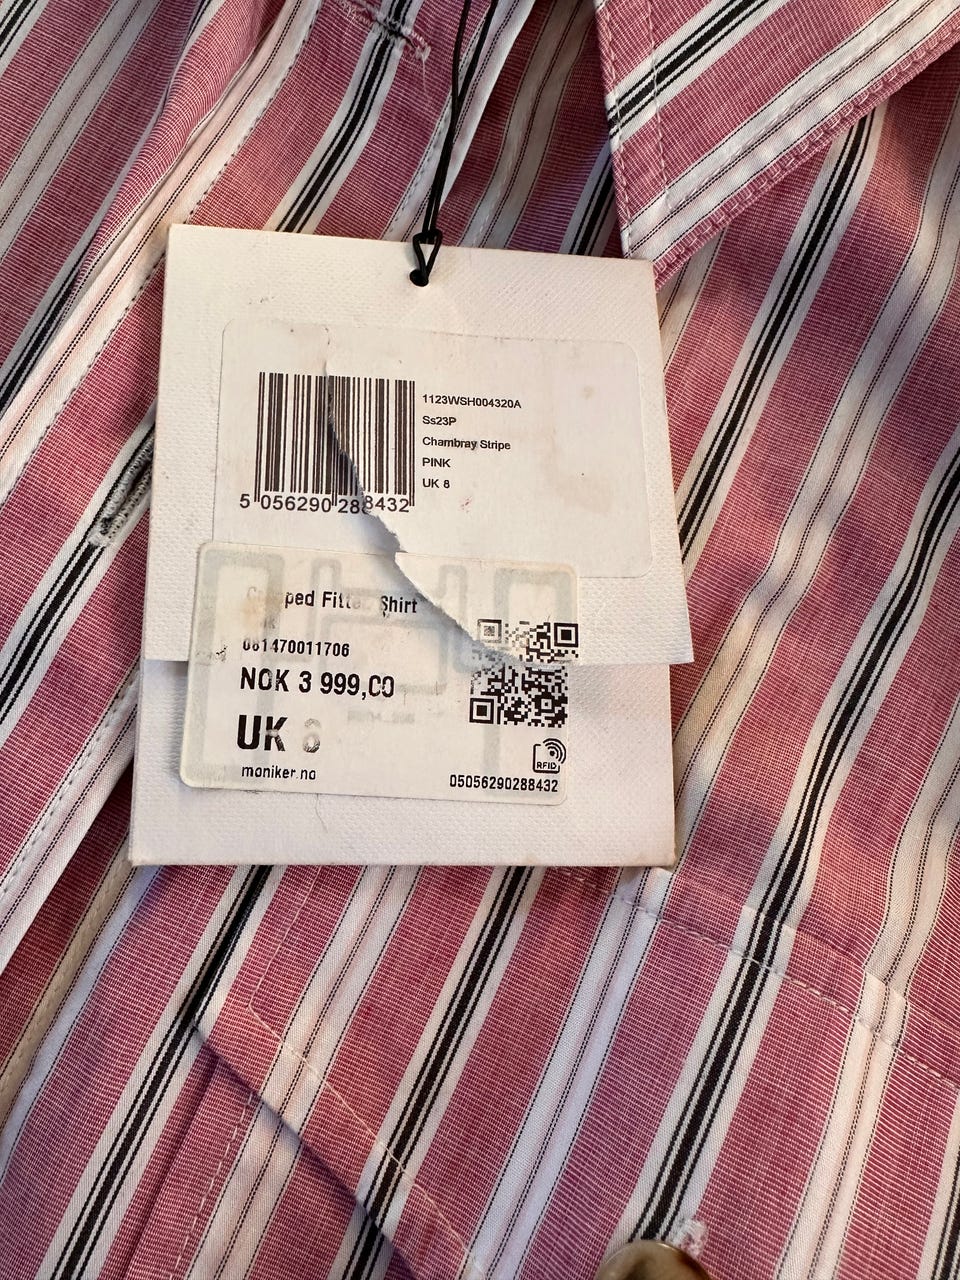 1123WSH004320A
Ss23P
Chambray Stripe
PINK
UK 8
5 056290 288432
Shirt
081470011706
NOK 3 999,00
UK
moniker.no
RFID
05056290288432